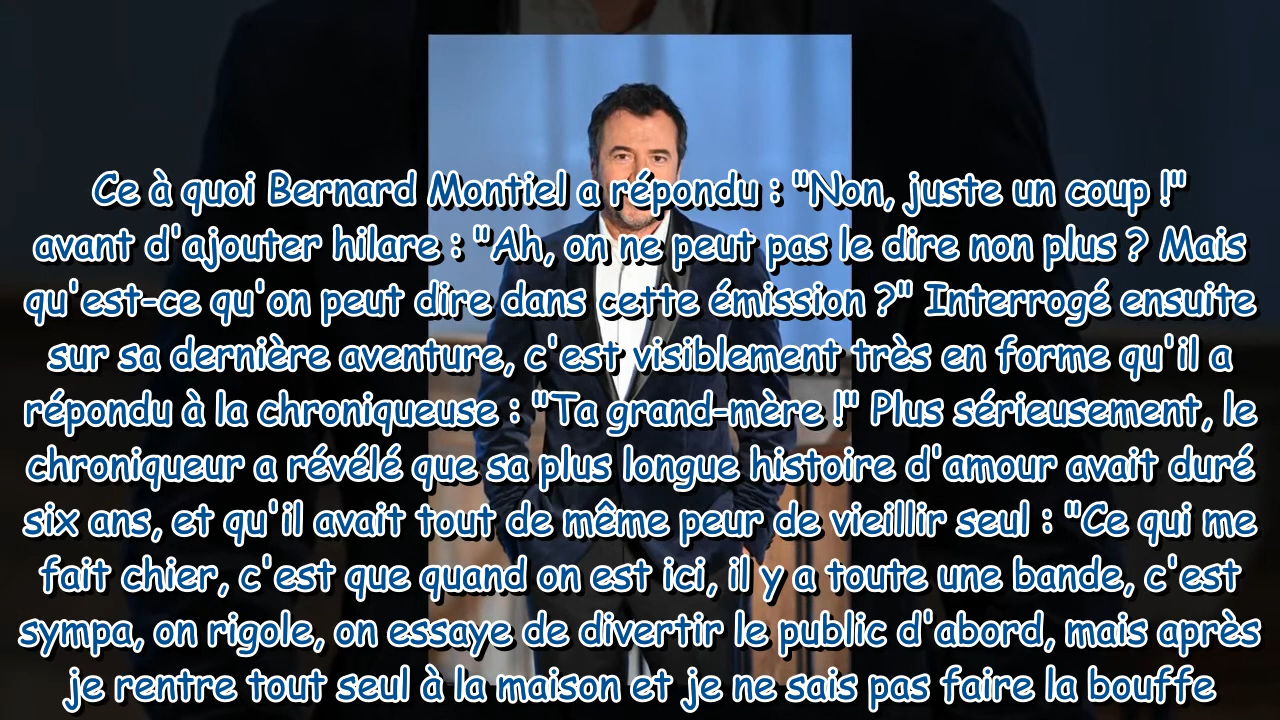 Ce à quoi Bernard Montiel a répondu : "Non, juste un coup !"
avant d'ajouter hilare : "Ah, on ne peut pas le dire non plus ? Mais
qu'est-ce qu'on peut dire dans cette émission ?" Interrogé ensuite
sur sa dernière aventure, c'est visiblement très en forme qu'il a
répondu à la chroniqueuse : "Ta grand-mère !" Plus sérieusement, le
chroniqueur a révélé que sa plus longue histoire d'amour avait duré
six ans, et qu'il avait tout de même peur de vieillir seul : "Ce qui me
fait chier, c'est que quand on est ici, il y a toute une bande, c'est
sympa, on rigole, on essaye de divertir le public d'abord, mais après
je rentre tout seul à la maison et je ne sais pas faire la bouffe